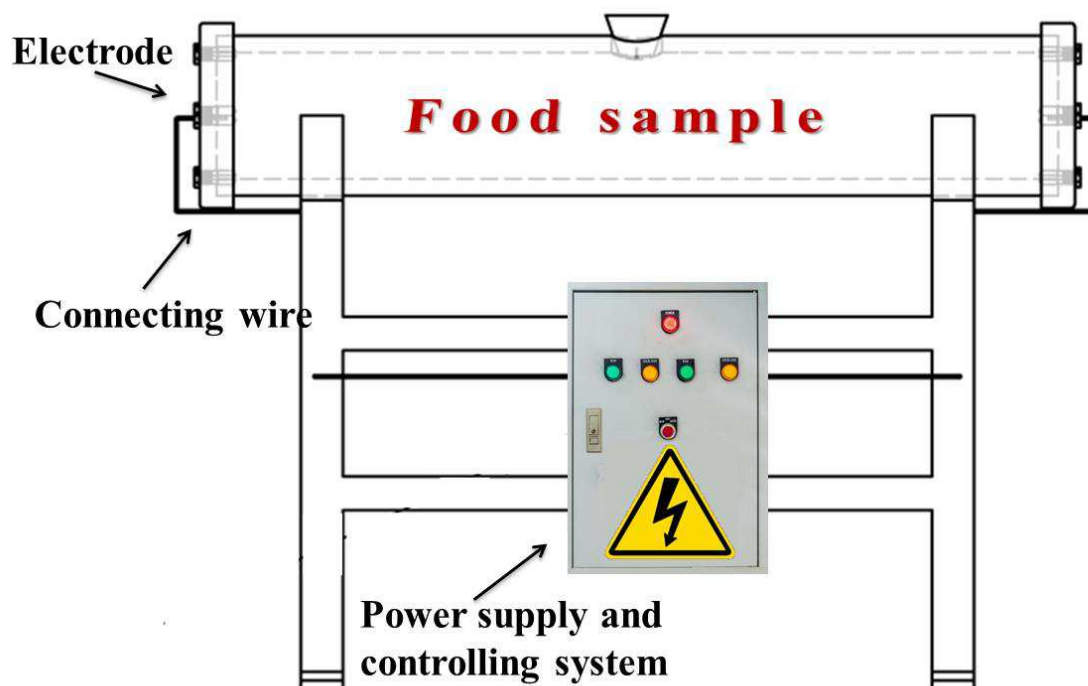 Electrode
Food sample
Connecting wire
Power supply and
controlling system